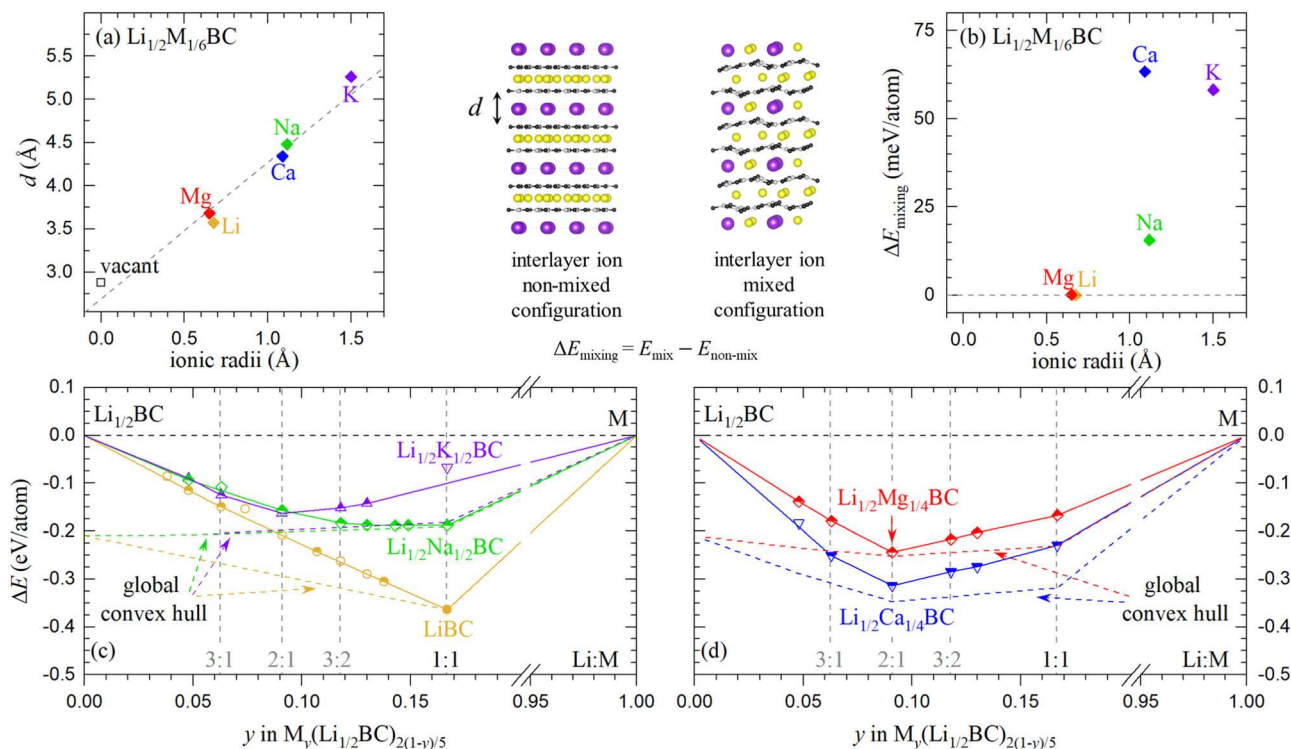 (a) Li1/2M1/6BC
5.5
5.0
4.5
4.0
3.5
3.0
d (Å)
K
Na
Ca
Mg
Li
vacant
0.0
0.5
1.0
1.5
ionic radii (Å)
d
interlayer ion
non-mixed
configuration
interlayer ion
mixed
configuration
ΔEmixing = Emix − Enon-mix
(b) Li1/2M1/6BC
75
50
25
0
ΔEmixing (meV/atom)
Ca
K
Na
Mg
Li
0.0
0.5
1.0
1.5
ionic radii (Å)
0.1
0.0
-0.1
-0.2
-0.3
-0.4
-0.5
ΔE (eV/atom)
Li1/2BC
M
Li1/2K1/2BC
Li1/2Na1/2BC
global
convex hull
LiBC
(c)
3:1
2:1
3:2
1:1
Li:M
0.00
0.05
0.10
0.15
0.95
1.00
y in My(Li1/2BC)2(1-y)/5
Li1/2BC
M
0.1
0.0
-0.1
-0.2
-0.3
-0.4
-0.5
Li1/2Mg1/4BC
global
convex hull
Li1/2Ca1/4BC
(d)
3:1
2:1
3:2
1:1
Li:M
0.00
0.05
0.10
0.15
0.95
1.00
y in My(Li1/2BC)2(1-y)/5